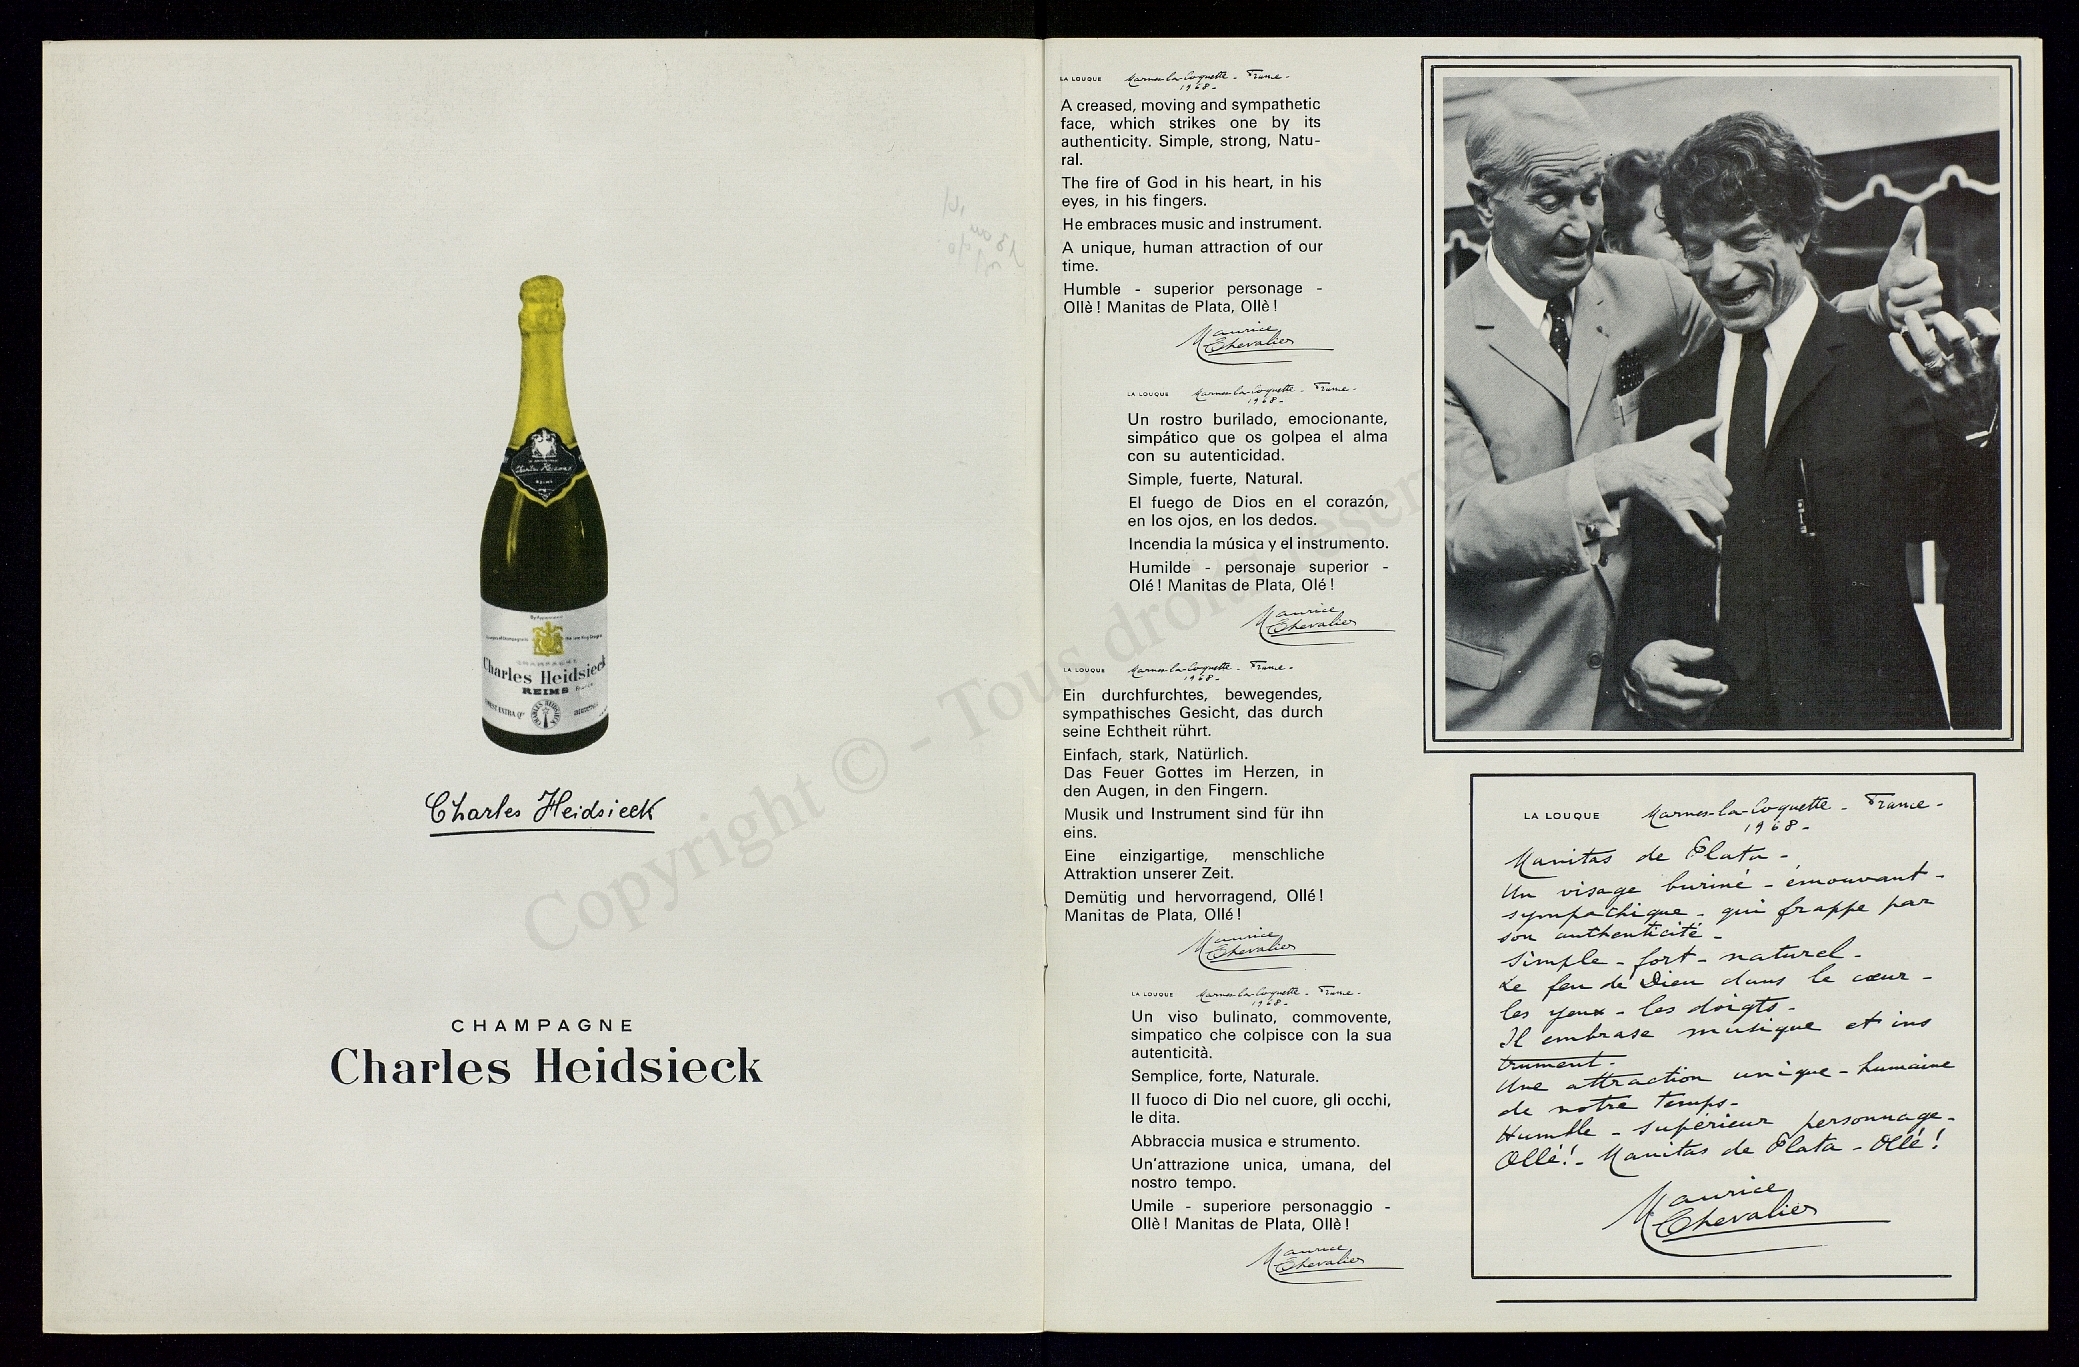 Charles Heidsieck
REIMS
By Appointment
CHAMPAGNE
Charles Heidsieck
REIMS France
CHARLES HEIDSIECK
Charles Heidsieck
CHAMPAGNE
Charles Heidsieck
LA LOUQUE Marnes-la-Coquette - France -
1968 -
A creased, moving and sympathetic
face, which strikes one by its
authenticity. Simple, strong, Natu-
ral.
The fire of God in his heart, in his
eyes, in his fingers.
He embraces music and instrument.
A unique, human attraction of our
time.
Humble - superior personage -
Ollè ! Manitas de Plata, Ollè !
Maurice
Chevalier
LA LOUQUE Marnes-la-Coquette - France -
1968 -
Un rostro burilado, emocionante,
simpático que os golpea el alma
con su autenticidad.
Simple, fuerte, Natural.
El fuego de Dios en el corazón,
en los ojos, en los dedos.
Incendia la música y el instrumento.
Humilde - personaje superior -
Olé ! Manitas de Plata, Olé !
Maurice
Chevalier
LA LOUQUE Marnes-la-Coquette - France -
1968 -
Ein durchfurchtes, bewegendes,
sympathisches Gesicht, das durch
seine Echtheit rührt.
Einfach, stark, Natürlich.
Das Feuer Gottes im Herzen, in
den Augen, in den Fingern.
Musik und Instrument sind für ihn
eins.
Eine einzigartige, menschliche
Attraktion unserer Zeit.
Demütig und hervorragend, Ollé !
Manitas de Plata, Ollé !
Maurice
Chevalier
LA LOUQUE Marnes-la-Coquette - France -
1968 -
Un viso bulinato, commovente,
simpatico che colpisce con la sua
autenticità.
Semplice, forte, Naturale.
Il fuoco di Dio nel cuore, gli occhi,
le dita.
Abbraccia musica e strumento.
Un'attrazione unica, umana, del
nostro tempo.
Umile - superiore personaggio -
Ollè ! Manitas de Plata, Ollè !
Maurice
Chevalier
LA LOUQUE Marnes-la-Coquette - France -
1968 -
Manitas de Plata -
Un visage buriné - émouvant -
sympathique - qui frappe par
son authenticité -
Simple - fort - naturel -
Le feu de Dieu dans le cœur -
les yeux - les doigts -
Il embrase musique et ins
trument -
Une attraction unique - humaine
de notre temps -
Humble - supérieur personnage -
Ollé ! - Manitas de Plata - Ollé !
Maurice
Chevalier
Copyright © - Tous droits réservés.